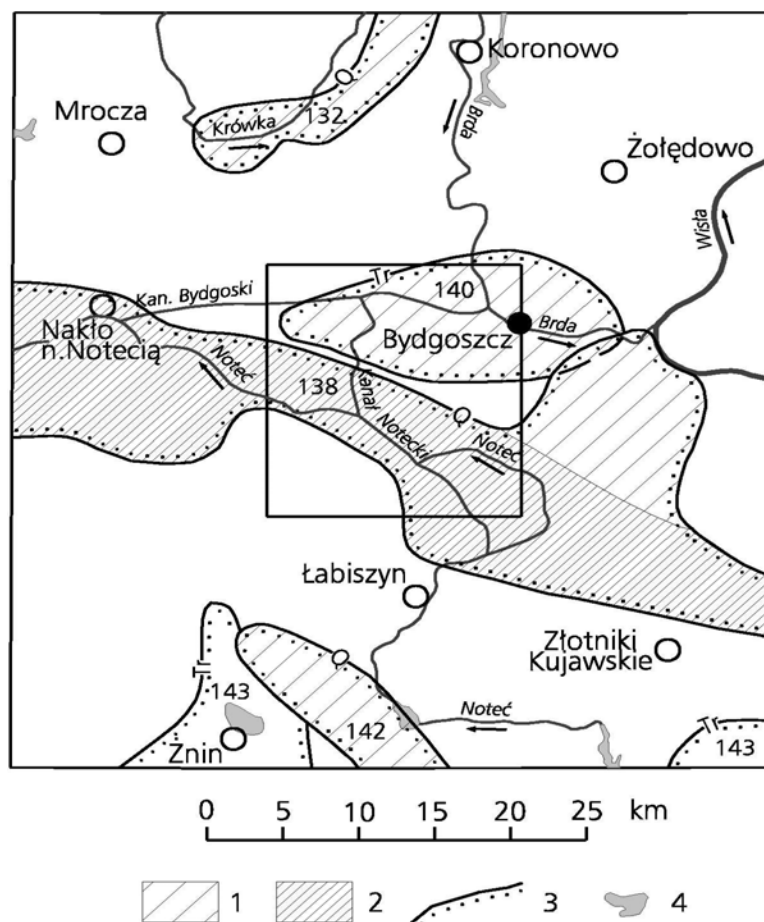 Koronowo
Mrocza
Q
Krówka
132
Brda
Żołędowo
Wisła
Tr
140
Kan. Bydgoski
Nakło
n.Notecią
Bydgoszcz
Brda
Noteć
138
Kanał
Notecki
Q
Noteć
Łabiszyn
Złotniki
Kujawskie
Q
Tr
143
Noteć
142
Żnin
Tr
143
0 5 10 15 20 25 km
1 2 3 4